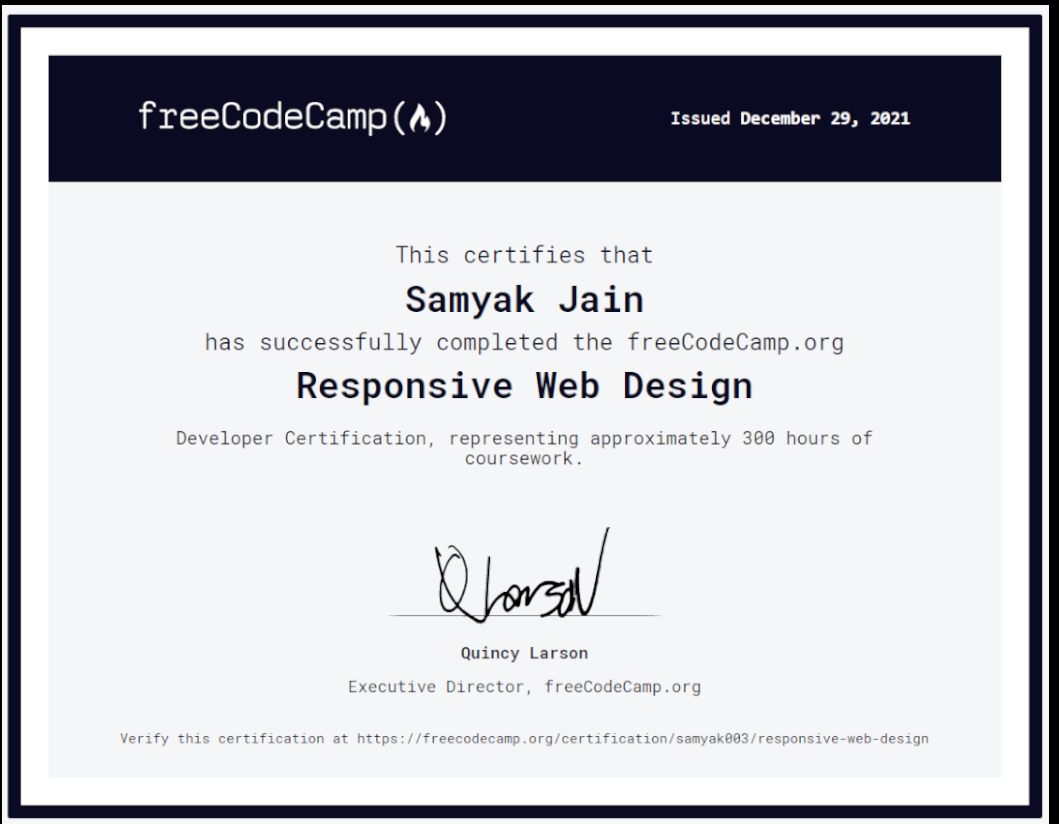 freeCodeCamp(🔥)
Issued December 29, 2021
This certifies that
Samyak Jain
has successfully completed the freeCodeCamp.org
Responsive Web Design
Developer Certification, representing approximately 300 hours of
coursework.
Q Larson
Quincy Larson
Executive Director, freeCodeCamp.org
Verify this certification at https://freecodecamp.org/certification/samyak003/responsive-web-design